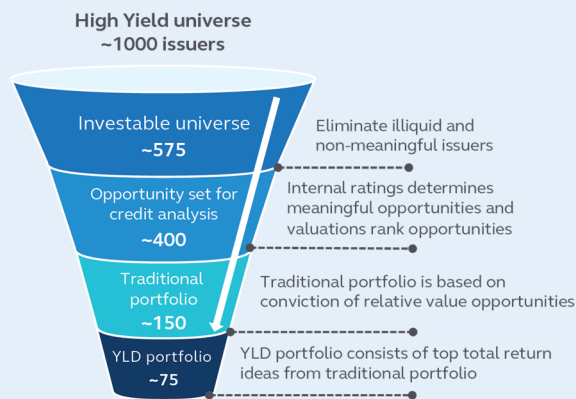 High Yield universe
~1000 issuers
Investable universe
~575
Eliminate illiquid and
non-meaningful issuers
Opportunity set for
credit analysis
~400
Internal ratings determines
meaningful opportunities and
valuations rank opportunities
Traditional
portfolio
~150
Traditional portfolio is based on
conviction of relative value opportunities
YLD portfolio
~75
YLD portfolio consists of top total return
ideas from traditional portfolio